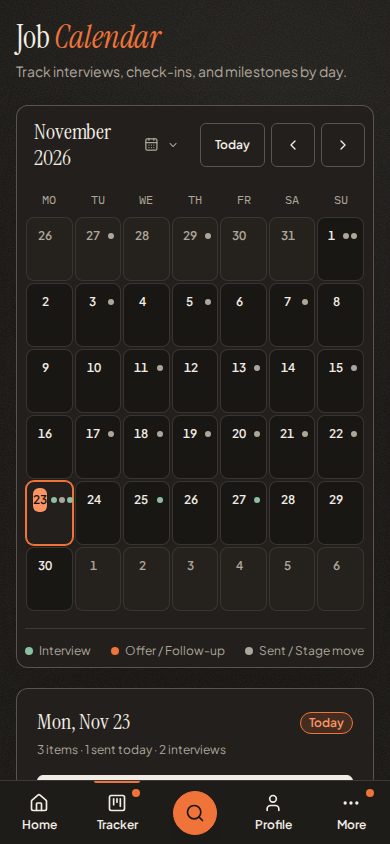 Job Calendar
Track interviews, check-ins, and milestones by day.
November
2026
Today
MO TU WE TH FR SA SU
26 27 28 29 30 31 1
2 3 4 5 6 7 8
9 10 11 12 13 14 15
16 17 18 19 20 21 22
23 24 25 26 27 28 29
30 1 2 3 4 5 6
Interview Offer / Follow-up Sent / Stage move
Mon, Nov 23 Today
3 items · 1 sent today · 2 interviews
Home Tracker Profile More